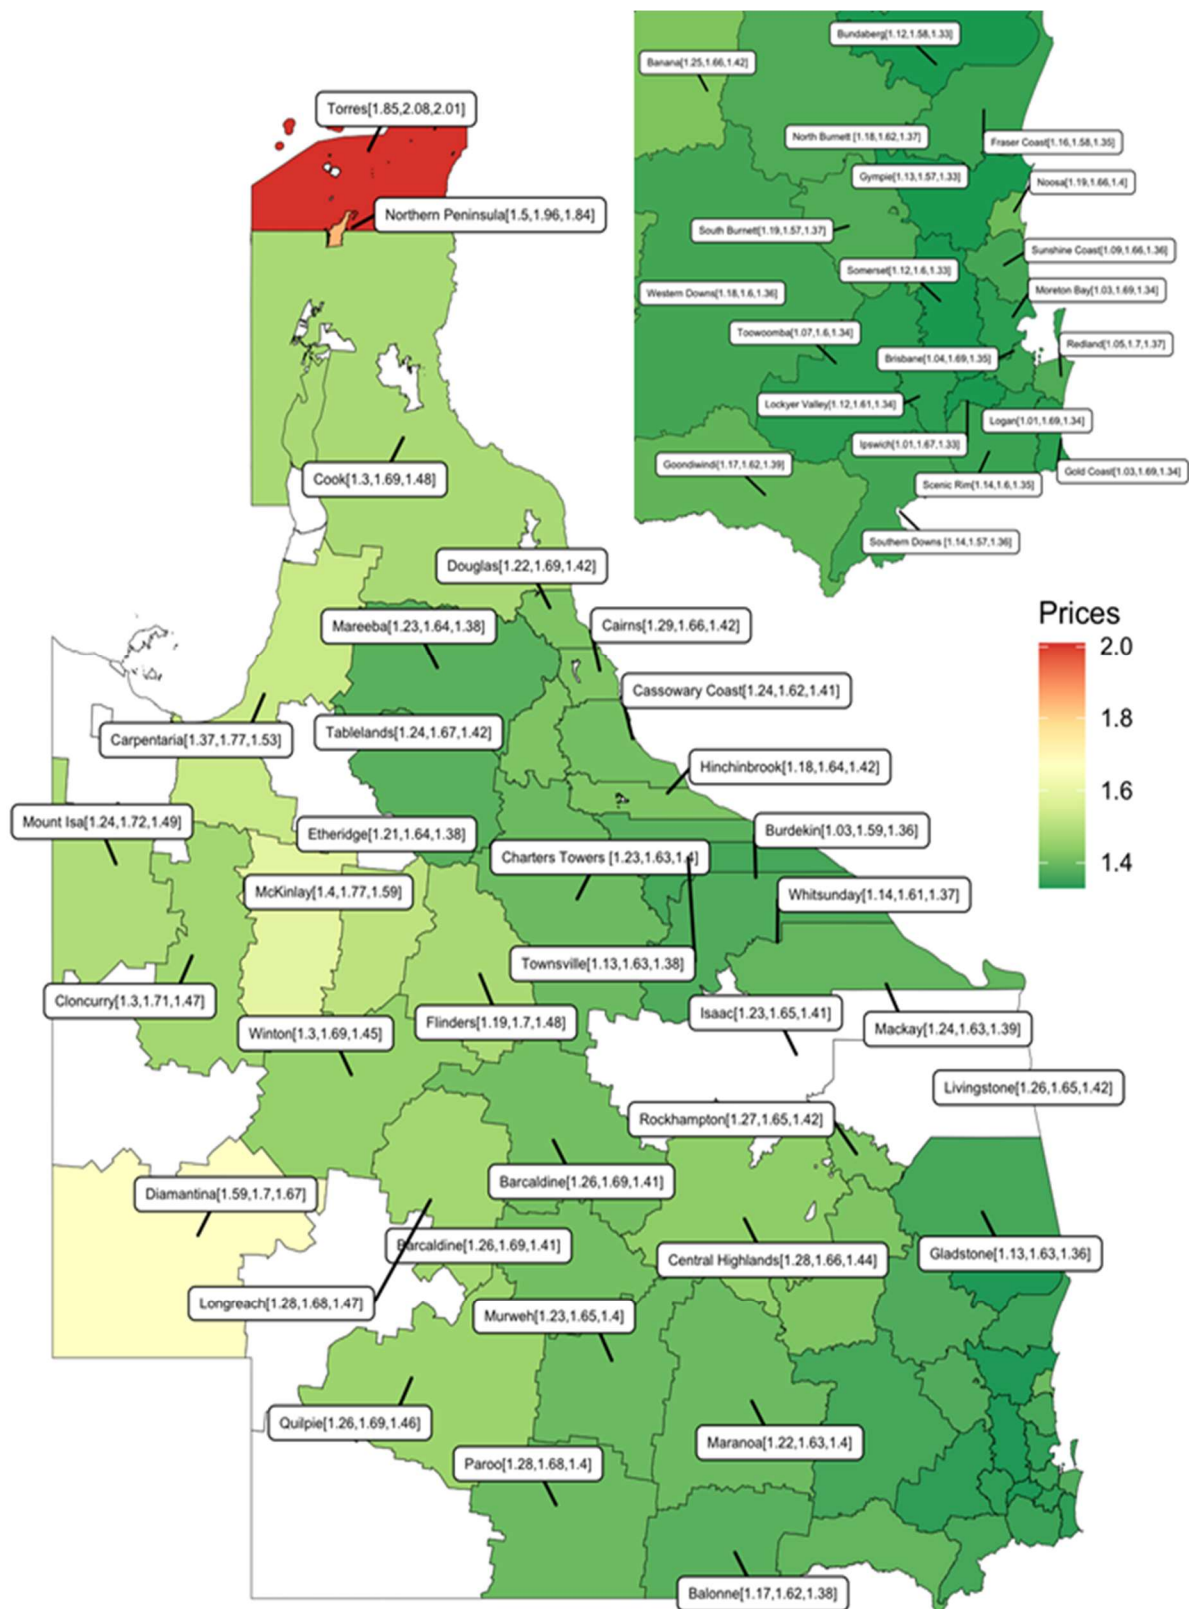 Bundaberg[1.12,1.58,1.33]
Banana[1.25,1.66,1.42]
Torres[1.85,2.08,2.01]
North Burnett [1.18,1.62,1.37]
Fraser Coast[1.16,1.58,1.35]
Gympie[1.13,1.57,1.33]
Noosa[1.19,1.66,1.4]
Northern Peninsula[1.5,1.96,1.84]
South Burnett[1.19,1.57,1.37]
Sunshine Coast[1.09,1.66,1.36]
Somerset[1.12,1.6,1.33]
Western Downs[1.18,1.6,1.36]
Moreton Bay[1.03,1.69,1.34]
Toowoomba[1.07,1.6,1.34]
Redland[1.05,1.7,1.37]
Brisbane[1.04,1.69,1.35]
Lockyer Valley[1.12,1.61,1.34]
Logan[1.01,1.69,1.34]
Ipswich[1.01,1.67,1.33]
Goondiwind[1.17,1.62,1.39]
Gold Coast[1.03,1.69,1.34]
Cook[1.3,1.69,1.48]
Scenic Rim[1.14,1.6,1.35]
Southern Downs [1.14,1.57,1.36]
Douglas[1.22,1.69,1.42]
Prices
2.0
1.8
1.6
1.4
Mareeba[1.23,1.64,1.38]
Cairns[1.29,1.66,1.42]
Cassowary Coast[1.24,1.62,1.41]
Carpentaria[1.37,1.77,1.53]
Tablelands[1.24,1.67,1.42]
Hinchinbrook[1.18,1.64,1.42]
Mount Isa[1.24,1.72,1.49]
Etheridge[1.21,1.64,1.38]
Burdekin[1.03,1.59,1.36]
Charters Towers [1.23,1.63,1.4]
McKinlay[1.4,1.77,1.59]
Whitsunday[1.14,1.61,1.37]
Townsville[1.13,1.63,1.38]
Cloncurry[1.3,1.71,1.47]
Winton[1.3,1.69,1.45]
Flinders[1.19,1.7,1.48]
Isaac[1.23,1.65,1.41]
Mackay[1.24,1.63,1.39]
Livingstone[1.26,1.65,1.42]
Rockhampton[1.27,1.65,1.42]
Diamantina[1.59,1.7,1.67]
Barcaldine[1.26,1.69,1.41]
Barcaldine[1.26,1.69,1.41]
Central Highlands[1.28,1.66,1.44]
Gladstone[1.13,1.63,1.36]
Longreach[1.28,1.68,1.47]
Murweh[1.23,1.65,1.4]
Quilpie[1.26,1.69,1.46]
Maranoa[1.22,1.63,1.4]
Paroo[1.28,1.68,1.4]
Balonne[1.17,1.62,1.38]